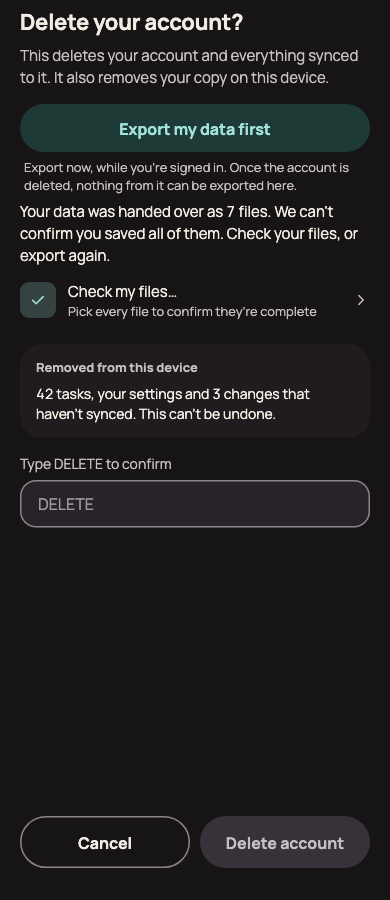 Delete your account?
This deletes your account and everything synced
to it. It also removes your copy on this device.
Export my data first
Export now, while you're signed in. Once the account is
deleted, nothing from it can be exported here.
Your data was handed over as 7 files. We can't
confirm you saved all of them. Check your files, or
export again.
Check my files…
Pick every file to confirm they're complete
Removed from this device
42 tasks, your settings and 3 changes that
haven't synced. This can't be undone.
Type DELETE to confirm
DELETE
Cancel
Delete account